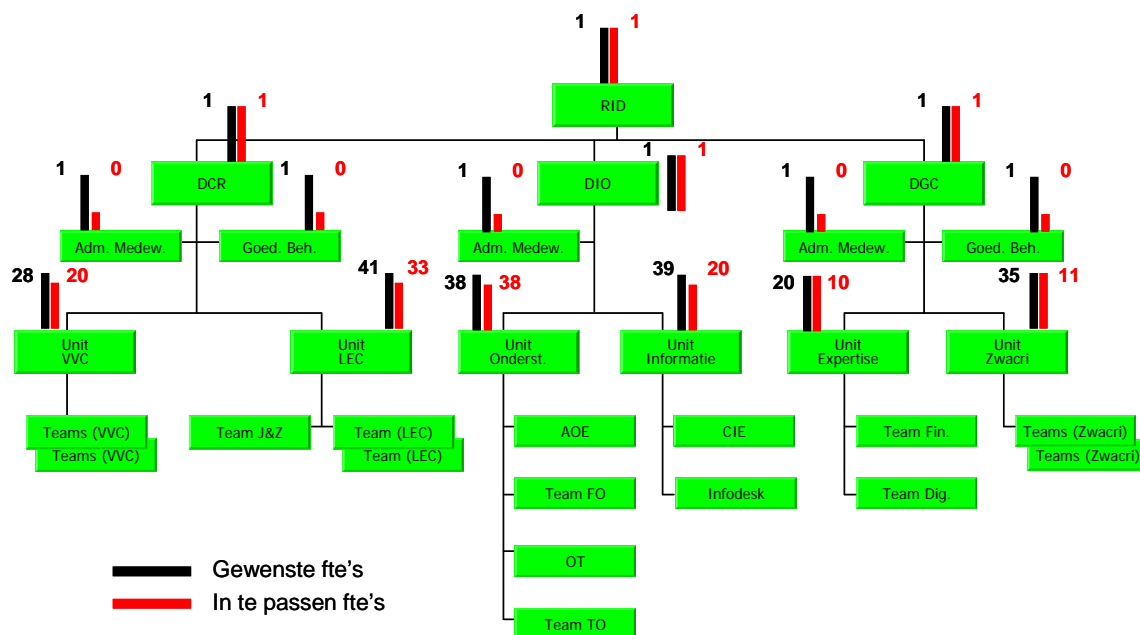 1 1
RID
1 1
DCR
1 1
DIO
1 1
DGC
1 0
Adm. Medew.
1 0
Goed. Beh.
1 0
Adm. Medew.
1 0
Adm. Medew.
1 0
Goed. Beh.
28 20
Unit
VVC
41 33
Unit
LEC
38 38
Unit
Onderst.
39 20
Unit
Informatie
20 10
Unit
Expertise
35 11
Unit
Zwacri
Teams (VVC)
Teams (VVC)
Team J&Z
Team (LEC)
Team (LEC)
AOE
CIE
Team Fin.
Teams (Zwacri)
Teams (Zwacri)
Team FO
Infodesk
Team Dig.
OT
Team TO
Gewenste fte's
In te passen fte's